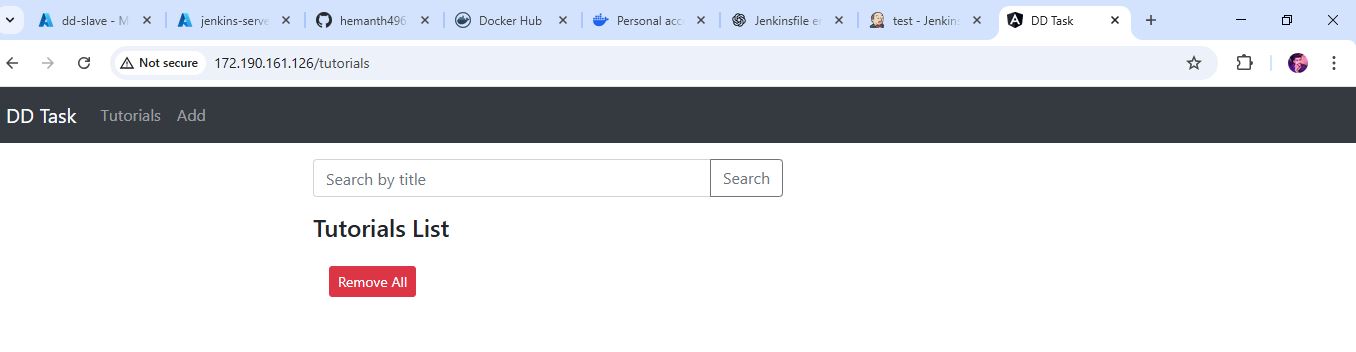 dd-slave - M
jenkins-serve
hemanth496
Docker Hub
Personal acc
Jenkinsfile er
test - Jenkins
DD Task
Not secure
172.190.161.126/tutorials
DD Task Tutorials Add
Search by title Search
Tutorials List
Remove All